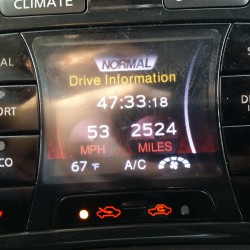 CLIMATE
NORMAL
Drive Information
47:33:18
53 2524
MPH MILES
67 °F A/C